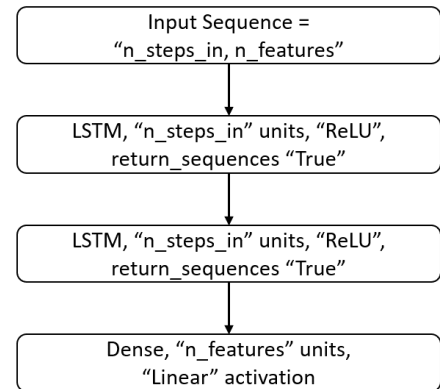 Input Sequence =
“n_steps_in, n_features”
LSTM, “n_steps_in” units, “ReLU”,
return_sequences “True”
LSTM, “n_steps_in” units, “ReLU”,
return_sequences “True”
Dense, “n_features” units,
“Linear” activation